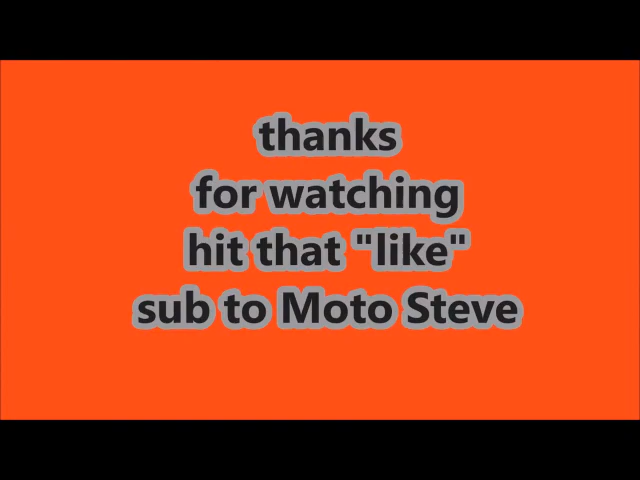 thanks
for watching
hit that "like"
sub to Moto Steve